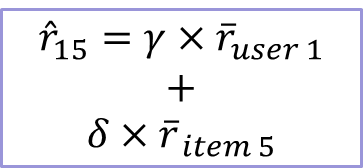 r̂₁₅ = γ × r̄ᵤₛₑᵣ ₁
+
δ × r̄ᵢₜₑₘ ₅